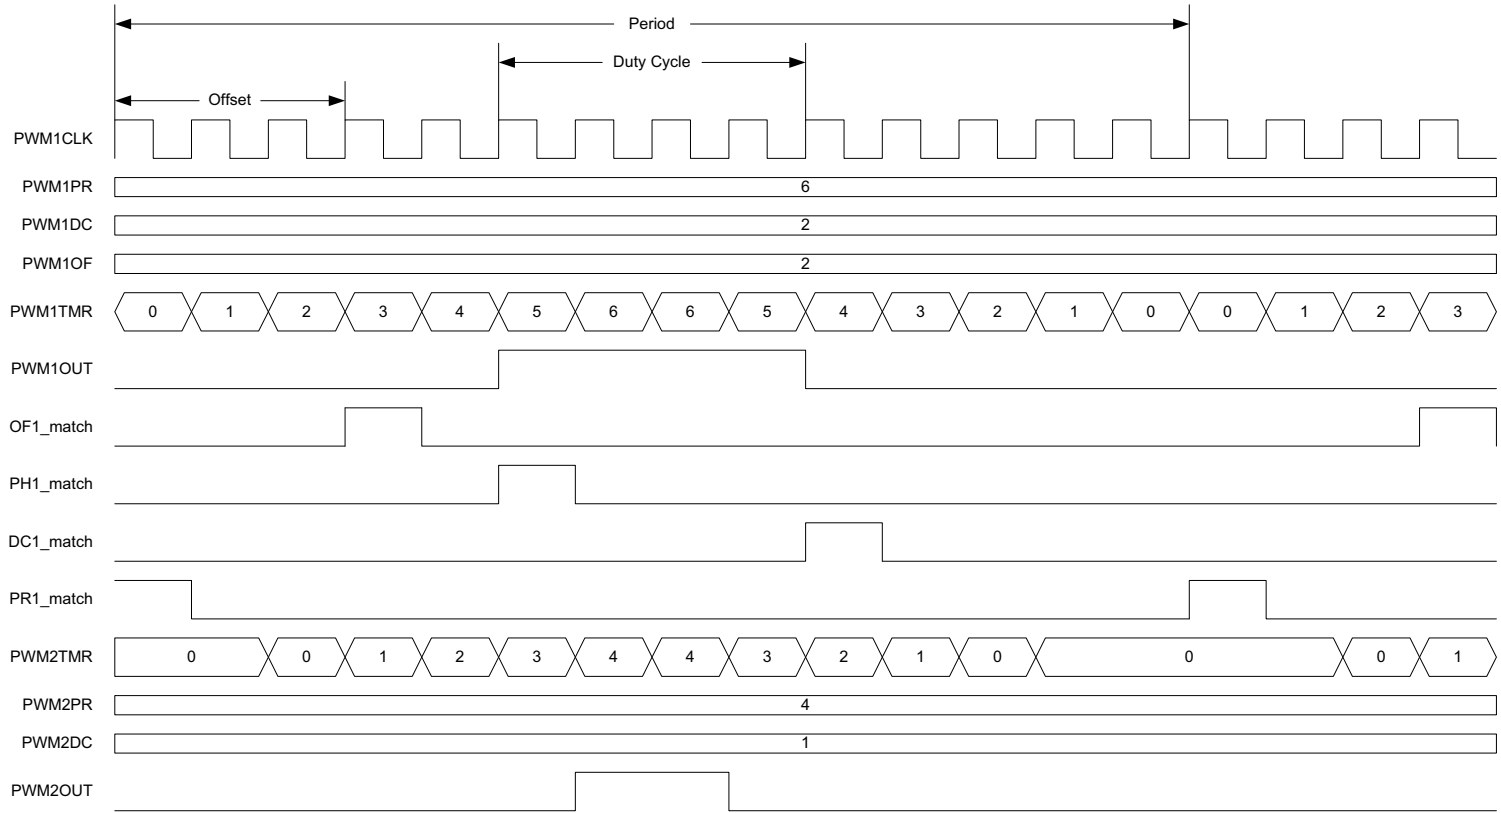 Period
Duty Cycle
Offset
PWM1CLK
PWM1PR 6
PWM1DC 2
PWM1OF 2
PWM1TMR 0 1 2 3 4 5 6 6 5 4 3 2 1 0 0 1 2 3
PWM1OUT
OF1_match
PH1_match
DC1_match
PR1_match
PWM2TMR 0 0 1 2 3 4 4 3 2 1 0 0 0 1
PWM2PR 4
PWM2DC 1
PWM2OUT